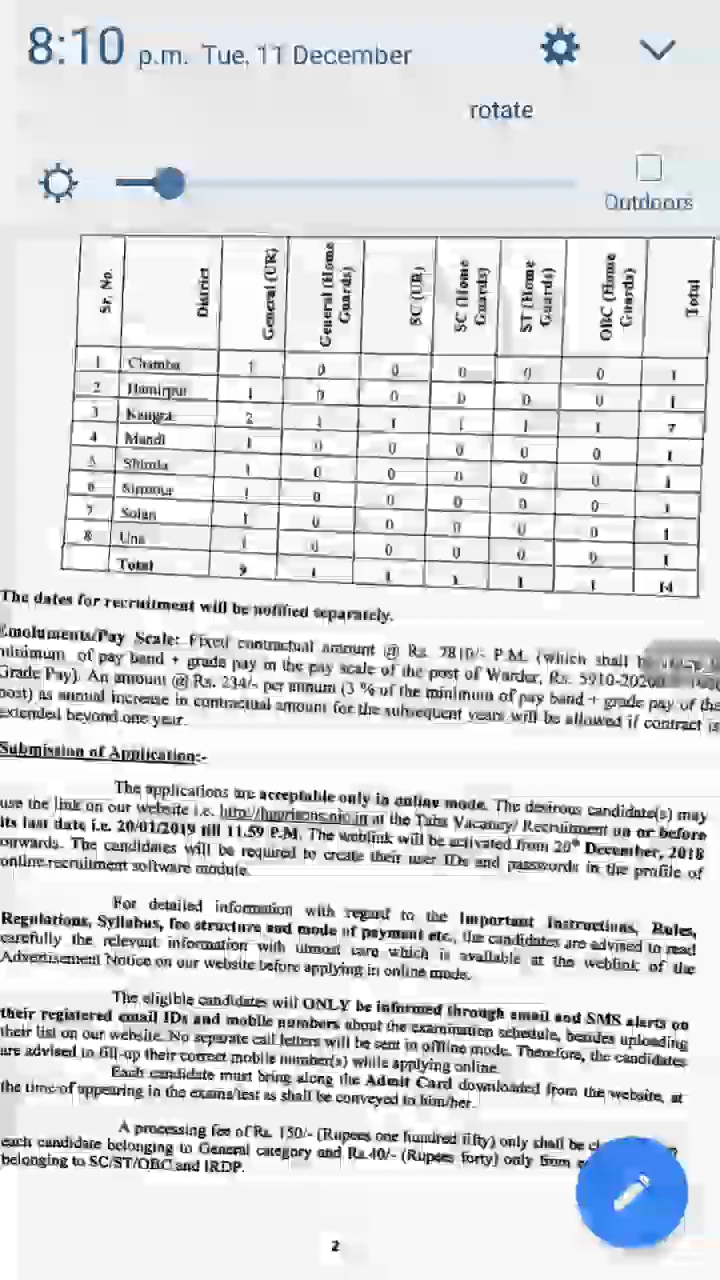 8:10 p.m. Tue, 11 December
rotate
Outdoors
Sr. No. District General (UR) General (Home Guards) SC (UR) SC (Home Guards) ST (Home Guards) OBC (Home Guards) Total
1 Chamba 1 0 0 0 0 0 1
2 Hamirpur 1 0 0 0 0 0 1
3 Kangra 2 1 1 1 1 1 7
4 Mandi 1 0 0 0 0 0 1
5 Shimla 1 0 0 0 0 0 1
6 Sirmour 1 0 0 0 0 0 1
7 Solan 1 0 0 0 0 0 1
8 Una 1 0 0 0 0 0 1
Total 9 1 1 1 1 1 14
The dates for recruitment will be notified separately.
Emoluments/Pay Scale: Fixed contractual amount @ Rs. 7810/- P.M. (which shall
minimum of pay band + grade pay in the pay scale of the post of Warder, Rs. 5910-20200
Grade Pay). An amount @ Rs. 234/- per annum (3 % of the minimum of pay band + grade pay of the
post) as annual increase in contractual amount for the subsequent years will be allowed if contract is
extended beyond one year.
Submission of Application:-
The applications are acceptable only in online mode. The desirous candidate(s) may
use the link on our website i.e. http://hpprisons.nic.in at the Tabs Vacancy/ Recruitment on or before
its last date i.e. 20/01/2019 till 11.59 P.M. The weblink will be activated from 20th December, 2018
onwards. The candidates will be required to create their user IDs and passwords in the profile of
online recruitment software module.
For detailed information with regard to the Important Instructions, Rules,
Regulations, Syllabus, fee structure and mode of payment etc., the candidates are advised to read
carefully the relevant information with utmost care which is available at the weblink of the
Advertisement Notice on our website before applying in online mode.
The eligible candidates will ONLY be informed through email and SMS alerts on
their registered email IDs and mobile numbers about the examination schedule, besides uploading
their list on our website. No separate call letters will be sent in offline mode. Therefore, the candidates
are advised to fill-up their correct mobile number(s) while applying online.
Each candidate must bring along the Admit Card downloaded from the website, at
the time of appearing in the exams/test as shall be conveyed to him/her.
A processing fee of Rs. 150/- (Rupees one hundred fifty) only shall be
each candidate belonging to General category and Rs.40/- (Rupees forty) only from
belonging to SC/ST/OBC and IRDP.
2